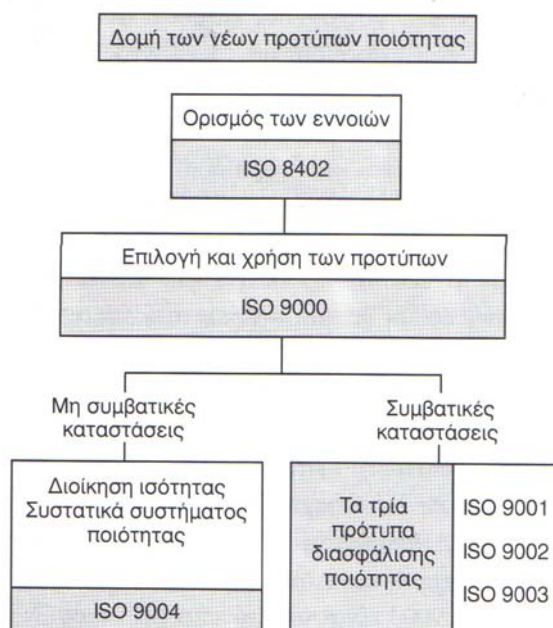 Δομή των νέων προτύπων ποιότητας
Ορισμός των εννοιών
ISO 8402
Επιλογή και χρήση των προτύπων
ISO 9000
Μη συμβατικές
καταστάσεις
Διοίκηση ισότητας
Συστατικά συστήματος
ποιότητας
ISO 9004
Συμβατικές
καταστάσεις
Τα τρία
πρότυπα
διασφάλισης
ποιότητας
ISO 9001
ISO 9002
ISO 9003